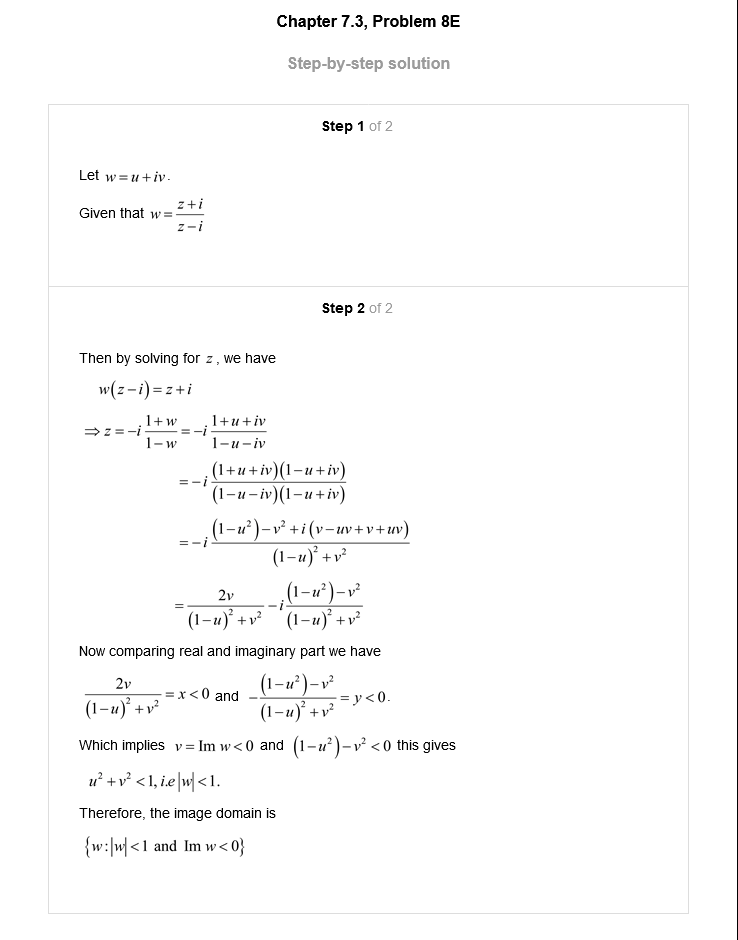 Chapter 7.3, Problem 8E
Step-by-step solution
Step 1 of 2
Let w = u + iv.
Given that w = \frac{z+i}{z-i}
Step 2 of 2
Then by solving for z, we have
w(z-i) = z+i
⇒ z = -i\frac{1+w}{1-w} = -i\frac{1+u+iv}{1-u-iv}
= -i\frac{(1+u+iv)(1-u+iv)}{(1-u-iv)(1-u+iv)}
= -i\frac{(1-u^2)-v^2+i(v-uv+v+uv)}{(1-u)^2+v^2}
= \frac{2v}{(1-u)^2+v^2} - i\frac{(1-u^2)-v^2}{(1-u)^2+v^2}
Now comparing real and imaginary part we have
\frac{2v}{(1-u)^2+v^2} = x < 0 and -\frac{(1-u^2)-v^2}{(1-u)^2+v^2} = y < 0.
Which implies v = Im w < 0 and (1-u^2)-v^2 < 0 this gives
u^2 + v^2 < 1, i.e |w| < 1.
Therefore, the image domain is
{w : |w| < 1 and Im w < 0}